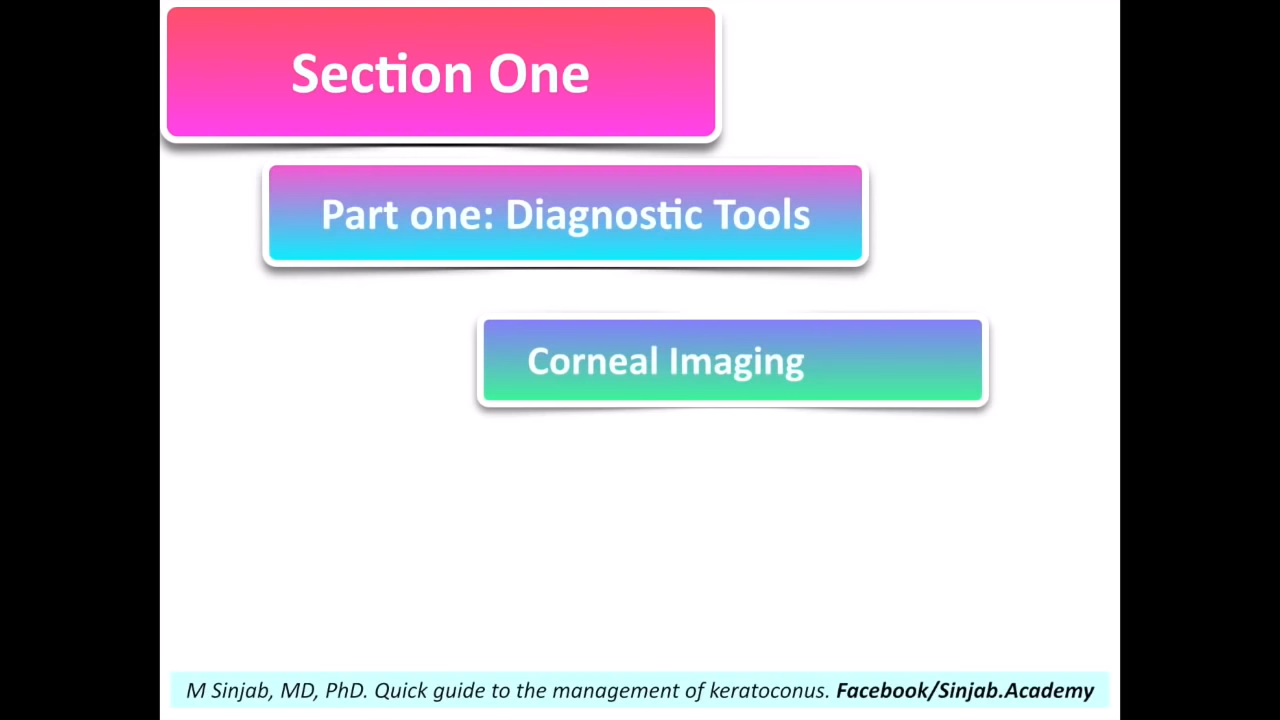 Section One
Part one: Diagnostic Tools
Corneal Imaging
M Sinjab, MD, PhD. Quick guide to the management of keratoconus. Facebook/Sinjab.Academy